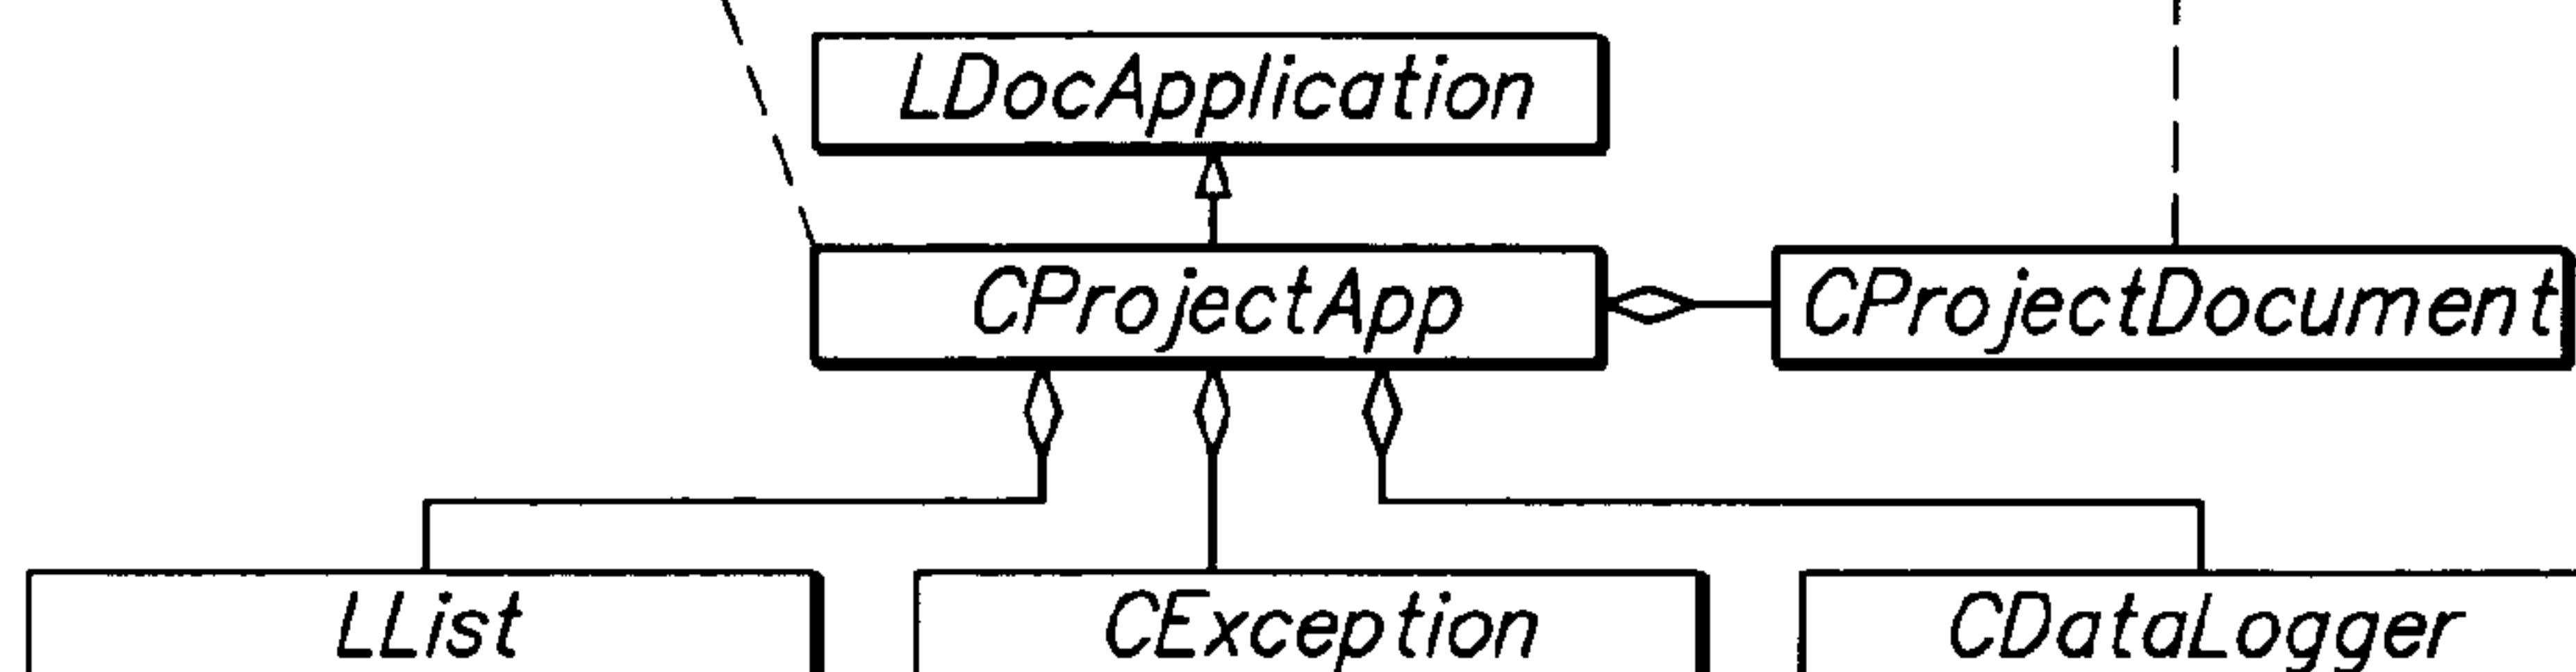 LDocApplication
CProjectApp
CProjectDocument
LList
CException
CDataLogger